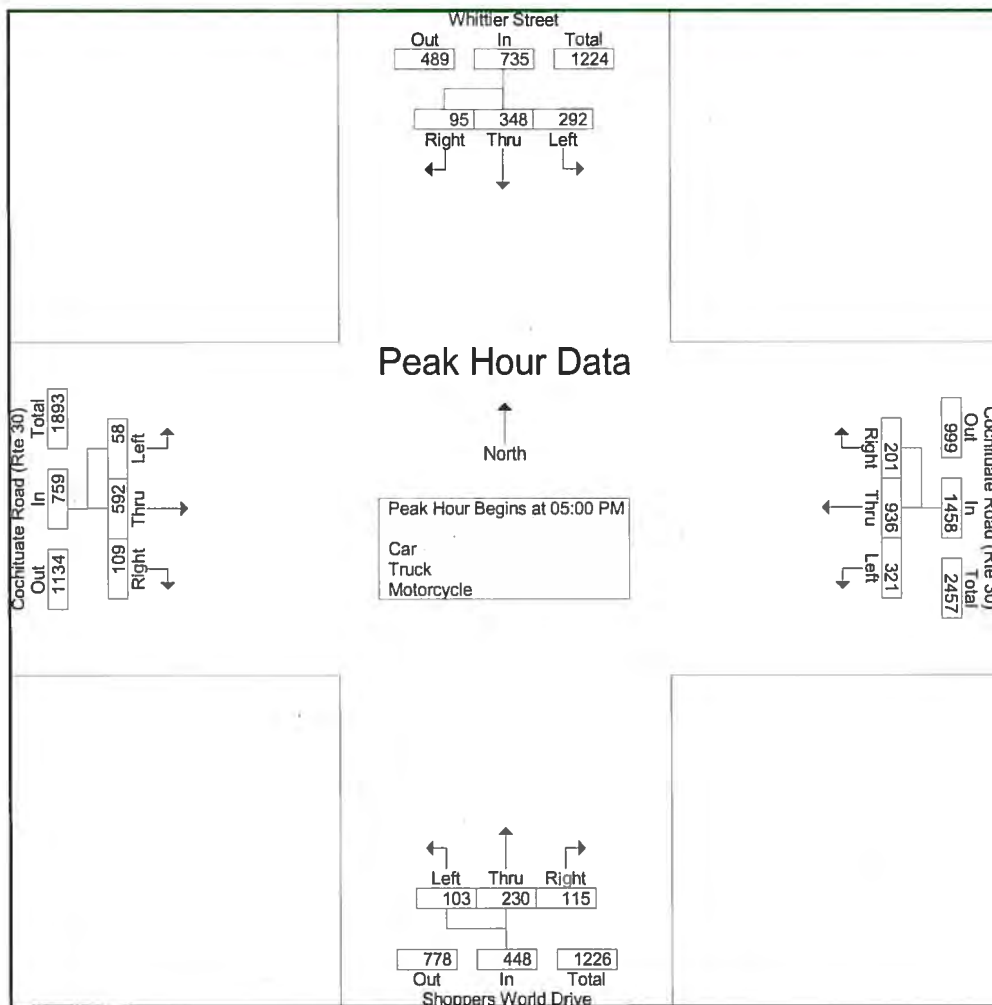 Whittier Street
Out In Total
489 735 1224
95 348 292
Right Thru Left
Peak Hour Data
North
Peak Hour Begins at 05:00 PM
Car
Truck
Motorcycle
Cochituate Road (Rte 30)
Out In Total
1134 759 1893
58 592 109
Left Thru Right
Cochituate Road (Rte 30)
Out In Total
999 1458 2457
201 936 321
Right Thru Left
Left Thru Right
103 230 115
778 448 1226
Out In Total
Shoppers World Drive